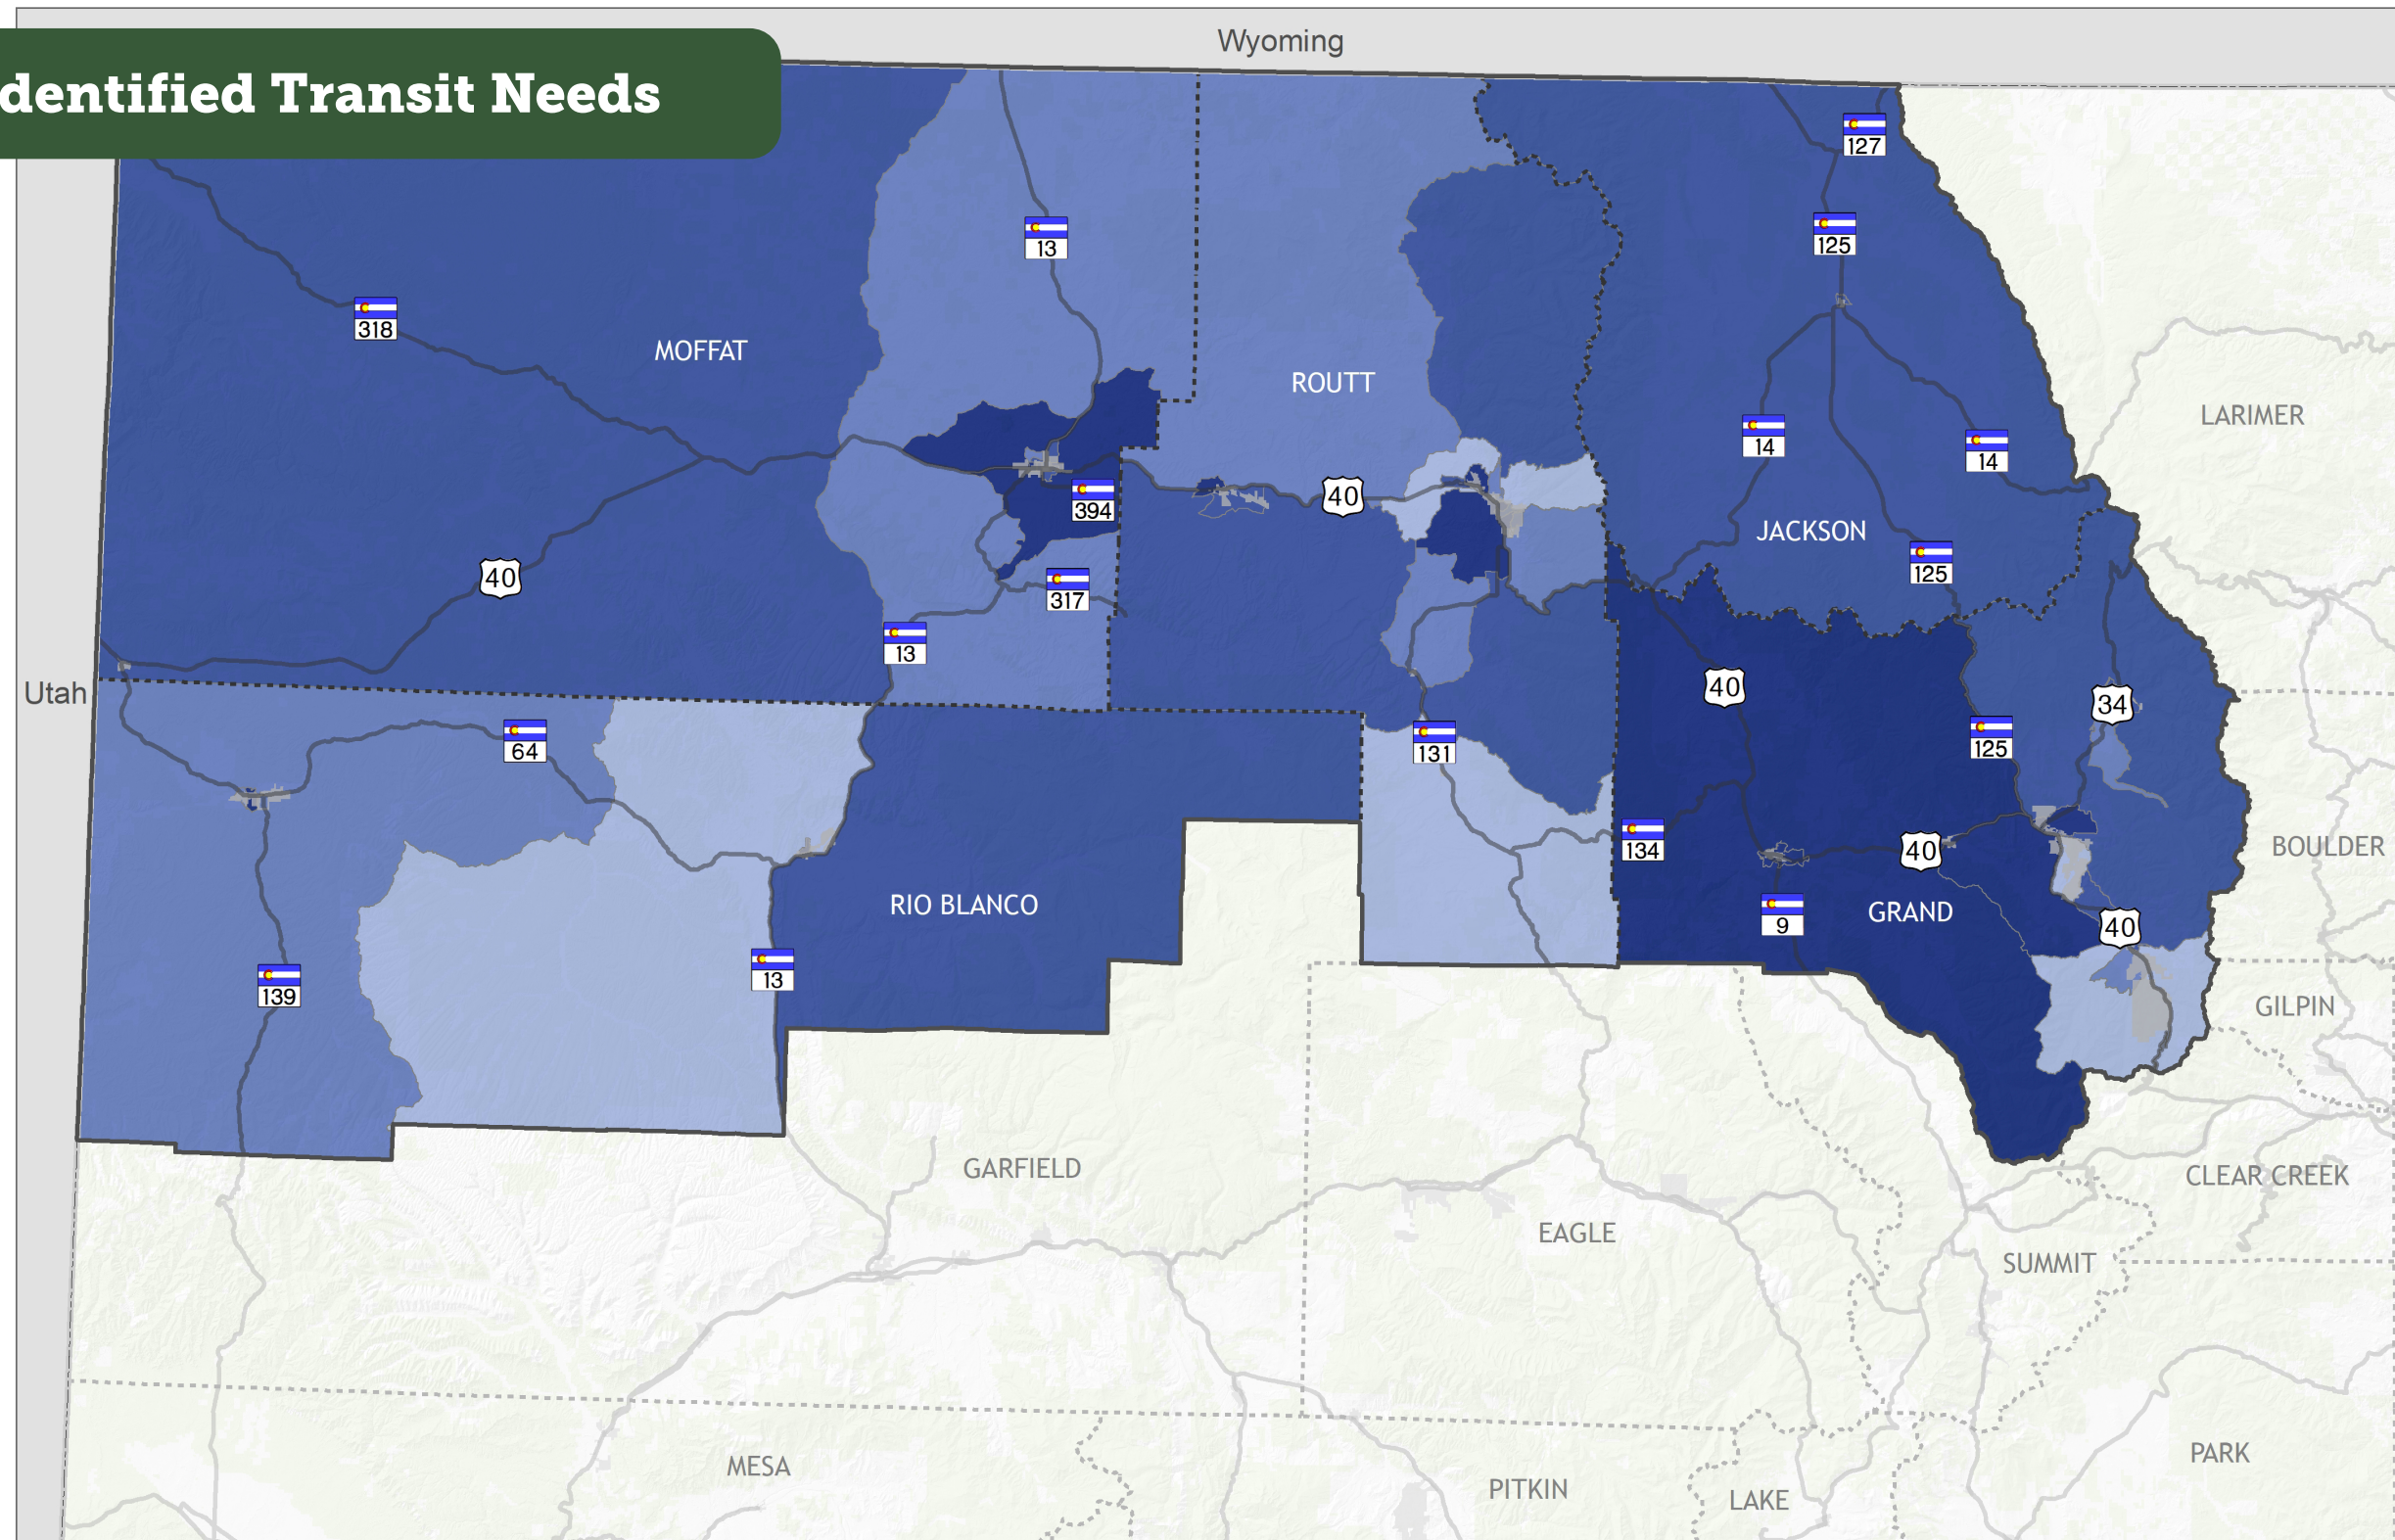 Wyoming
dentified Transit Needs
127
125
13
318
MOFFAT
ROUTT
LARIMER
14
14
40
394
JACKSON
125
40
317
13
Utah
40
34
64
131
125
134
40
BOULDER
RIO BLANCO
9
GRAND
40
13
139
GILPIN
GARFIELD
CLEAR CREEK
EAGLE
SUMMIT
MESA
PITKIN
LAKE
PARK